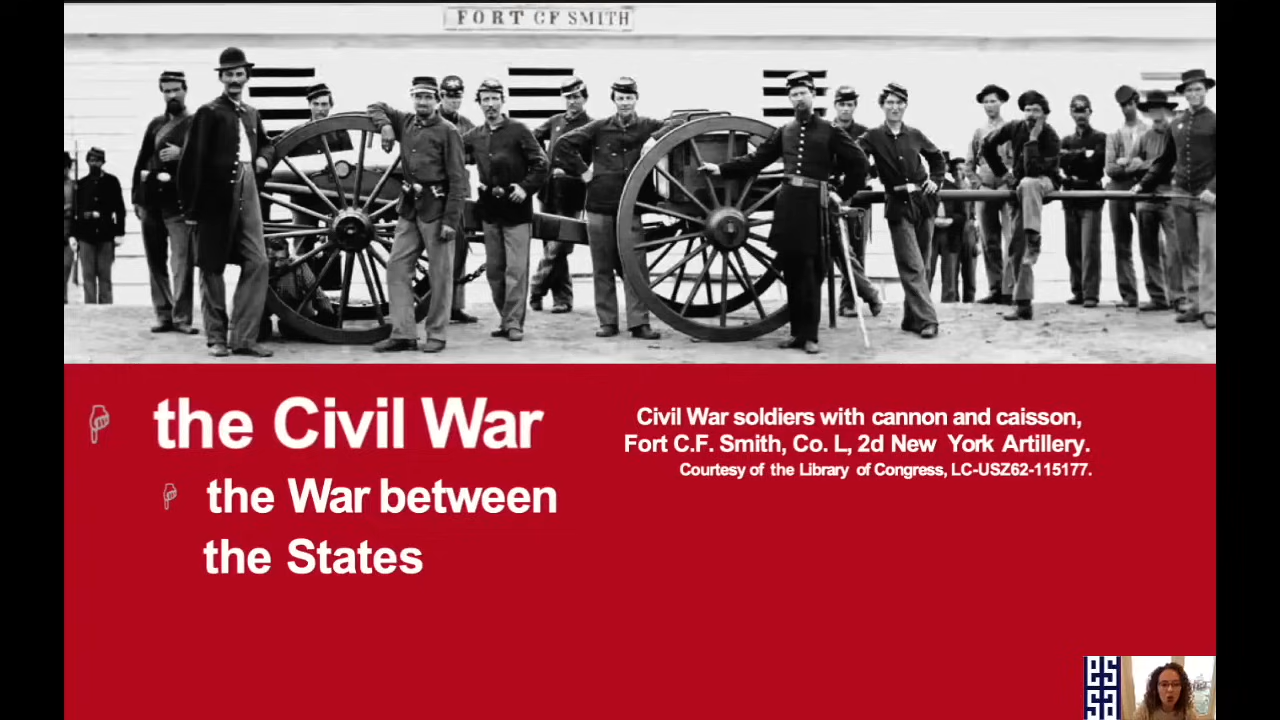 FORT CF SMITH
the Civil War
the War between
the States
Civil War soldiers with cannon and caisson,
Fort C.F. Smith, Co. L, 2d New York Artillery.
Courtesy of the Library of Congress, LC-USZ62-115177.